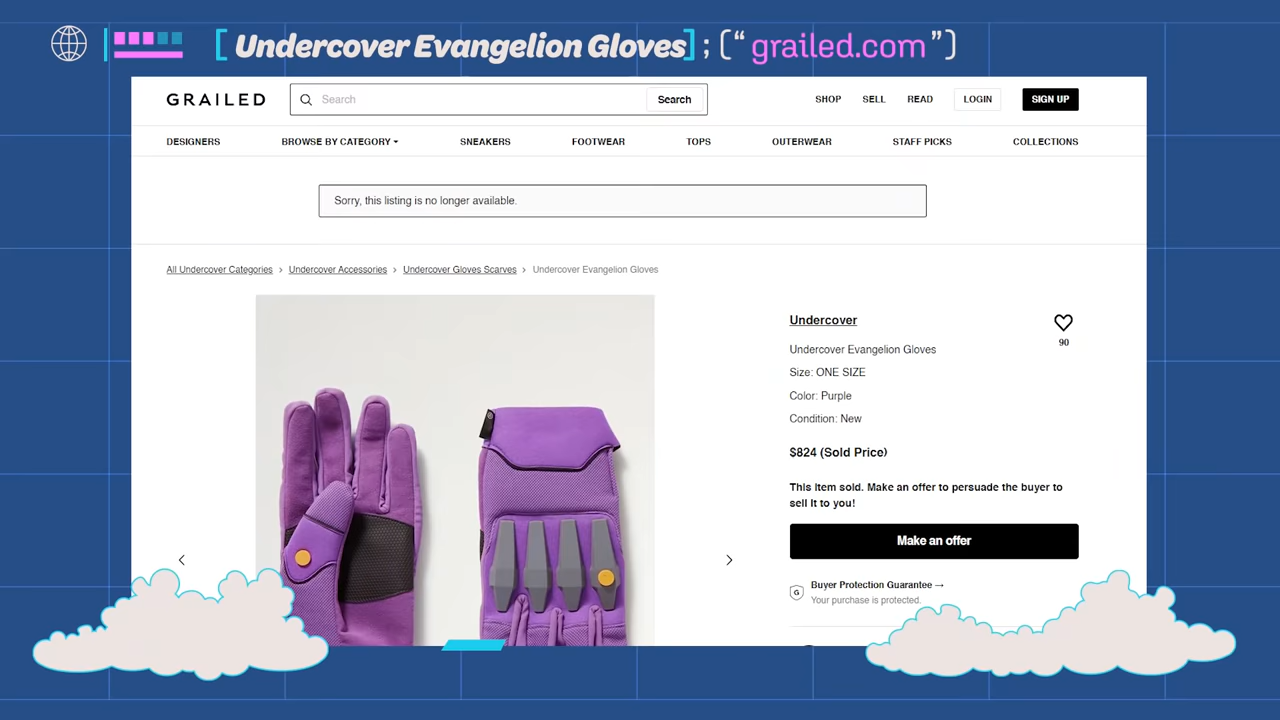 [ Undercover Evangelion Gloves] ; (“ grailed.com ”)
GRAILED
Search
Search
SHOP
SELL
READ
LOGIN
SIGN UP
DESIGNERS
BROWSE BY CATEGORY
SNEAKERS
FOOTWEAR
TOPS
OUTERWEAR
STAFF PICKS
COLLECTIONS
Sorry, this listing is no longer available.
All Undercover Categories > Undercover Accessories > Undercover Gloves Scarves > Undercover Evangelion Gloves
Undercover
90
Undercover Evangelion Gloves
Size: ONE SIZE
Color: Purple
Condition: New
$824 (Sold Price)
This item sold. Make an offer to persuade the buyer to
sell it to you!
Make an offer
G
Buyer Protection Guarantee →
Your purchase is protected.